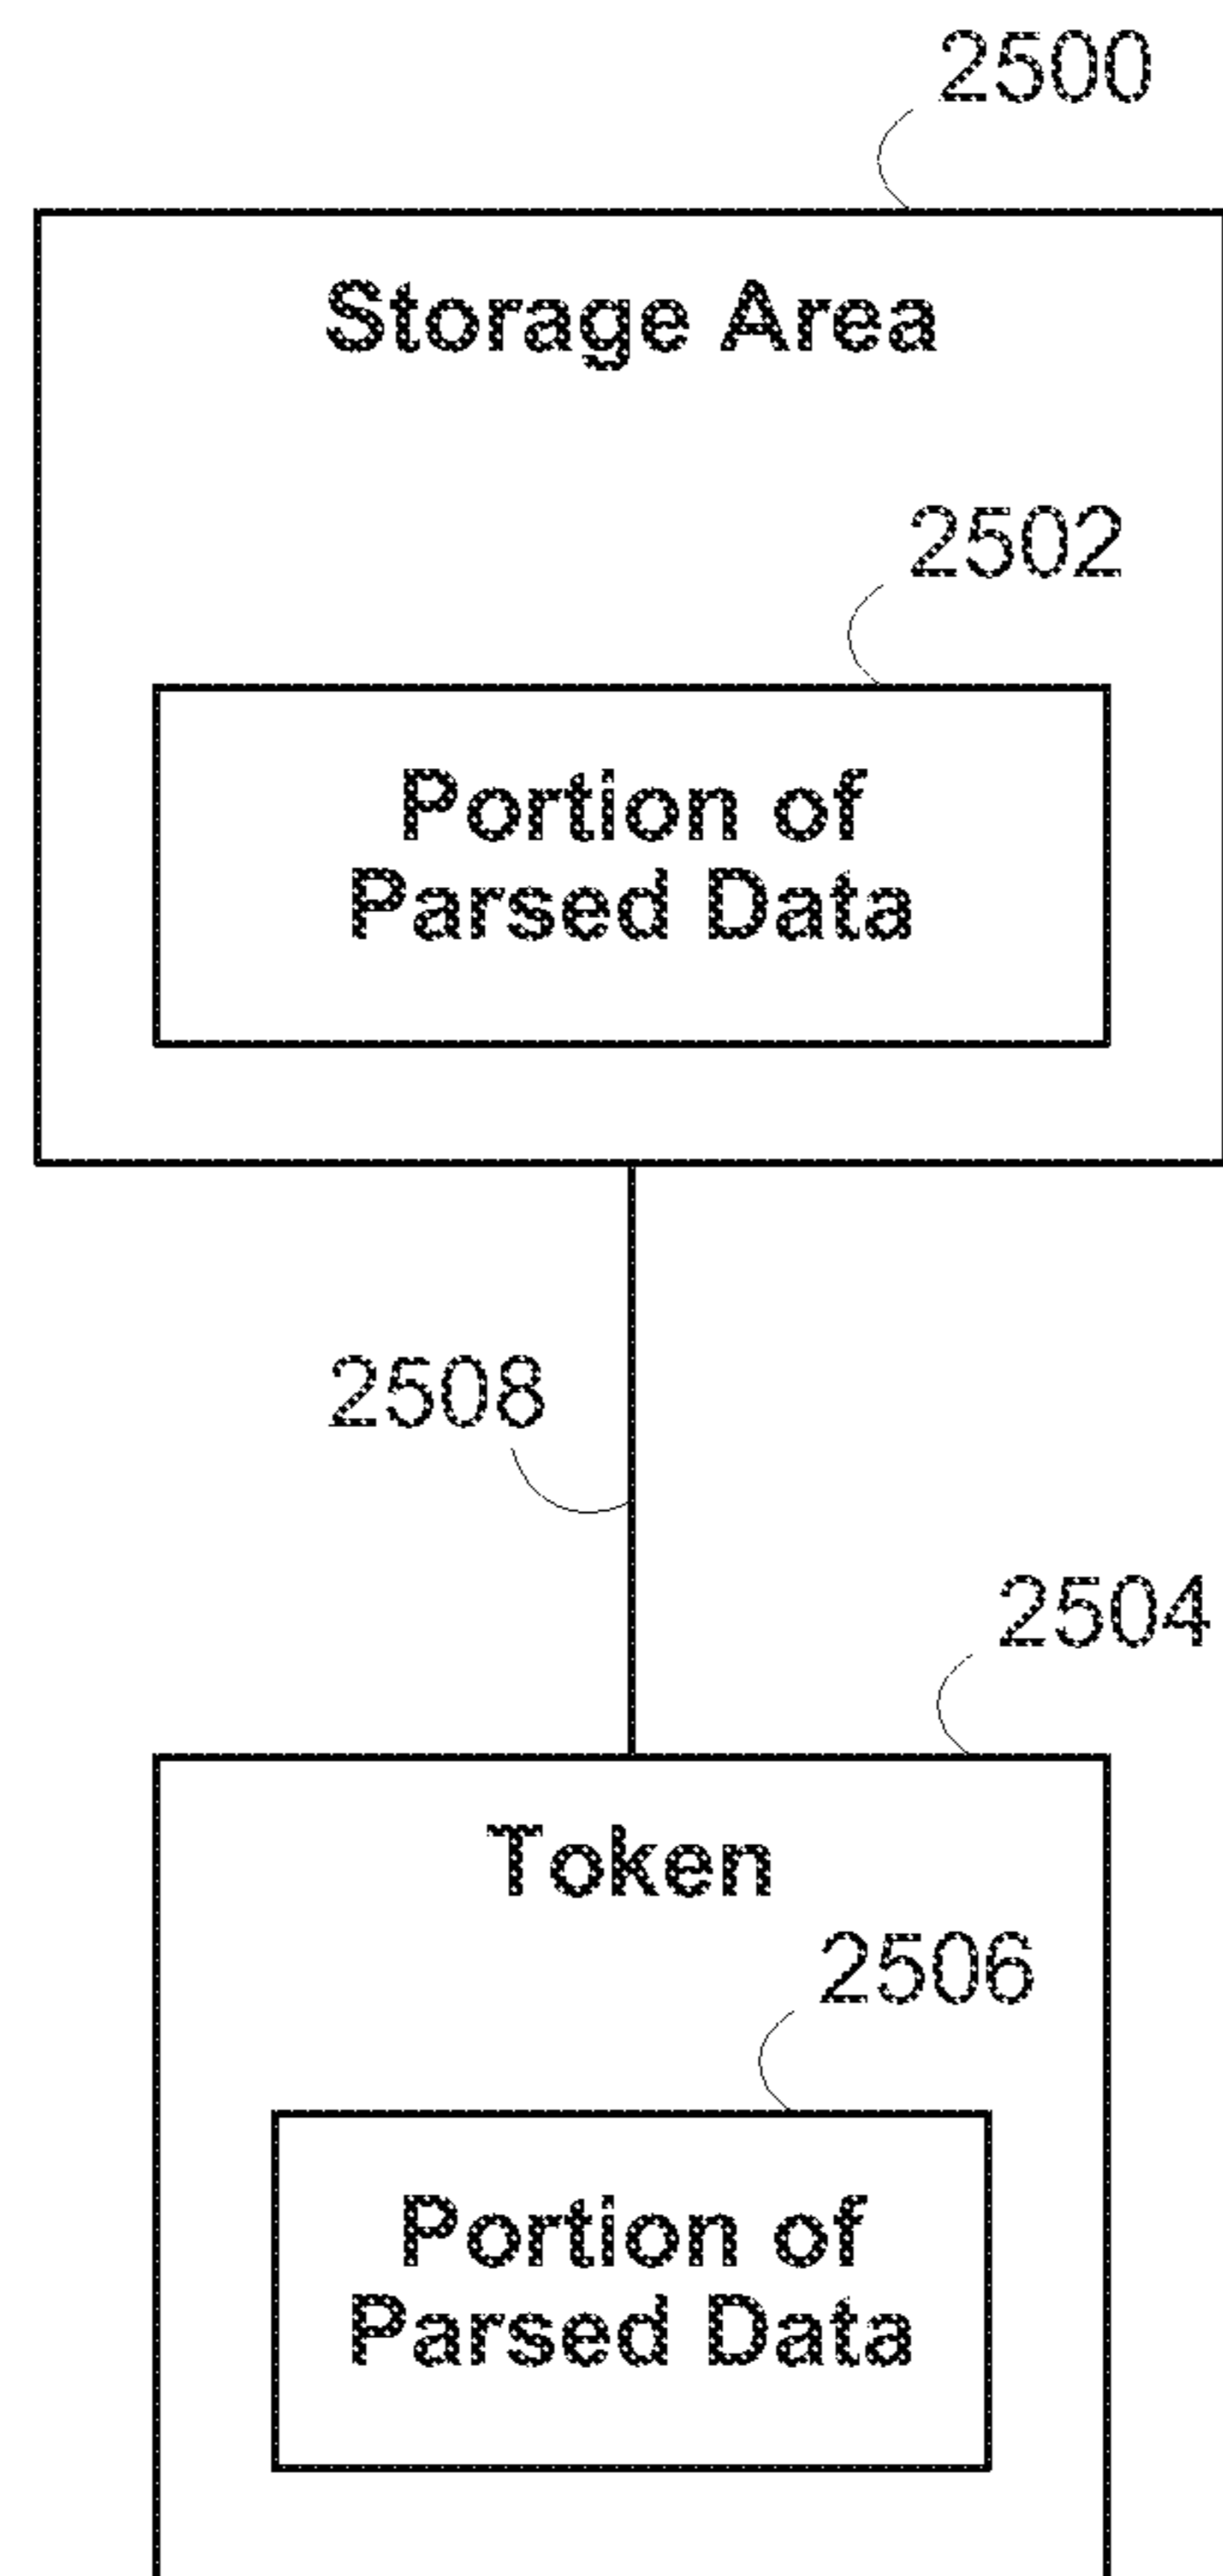 2500
Storage Area
2502
Portion of
Parsed Data
2508
2504
Token
2506
Portion of
Parsed Data